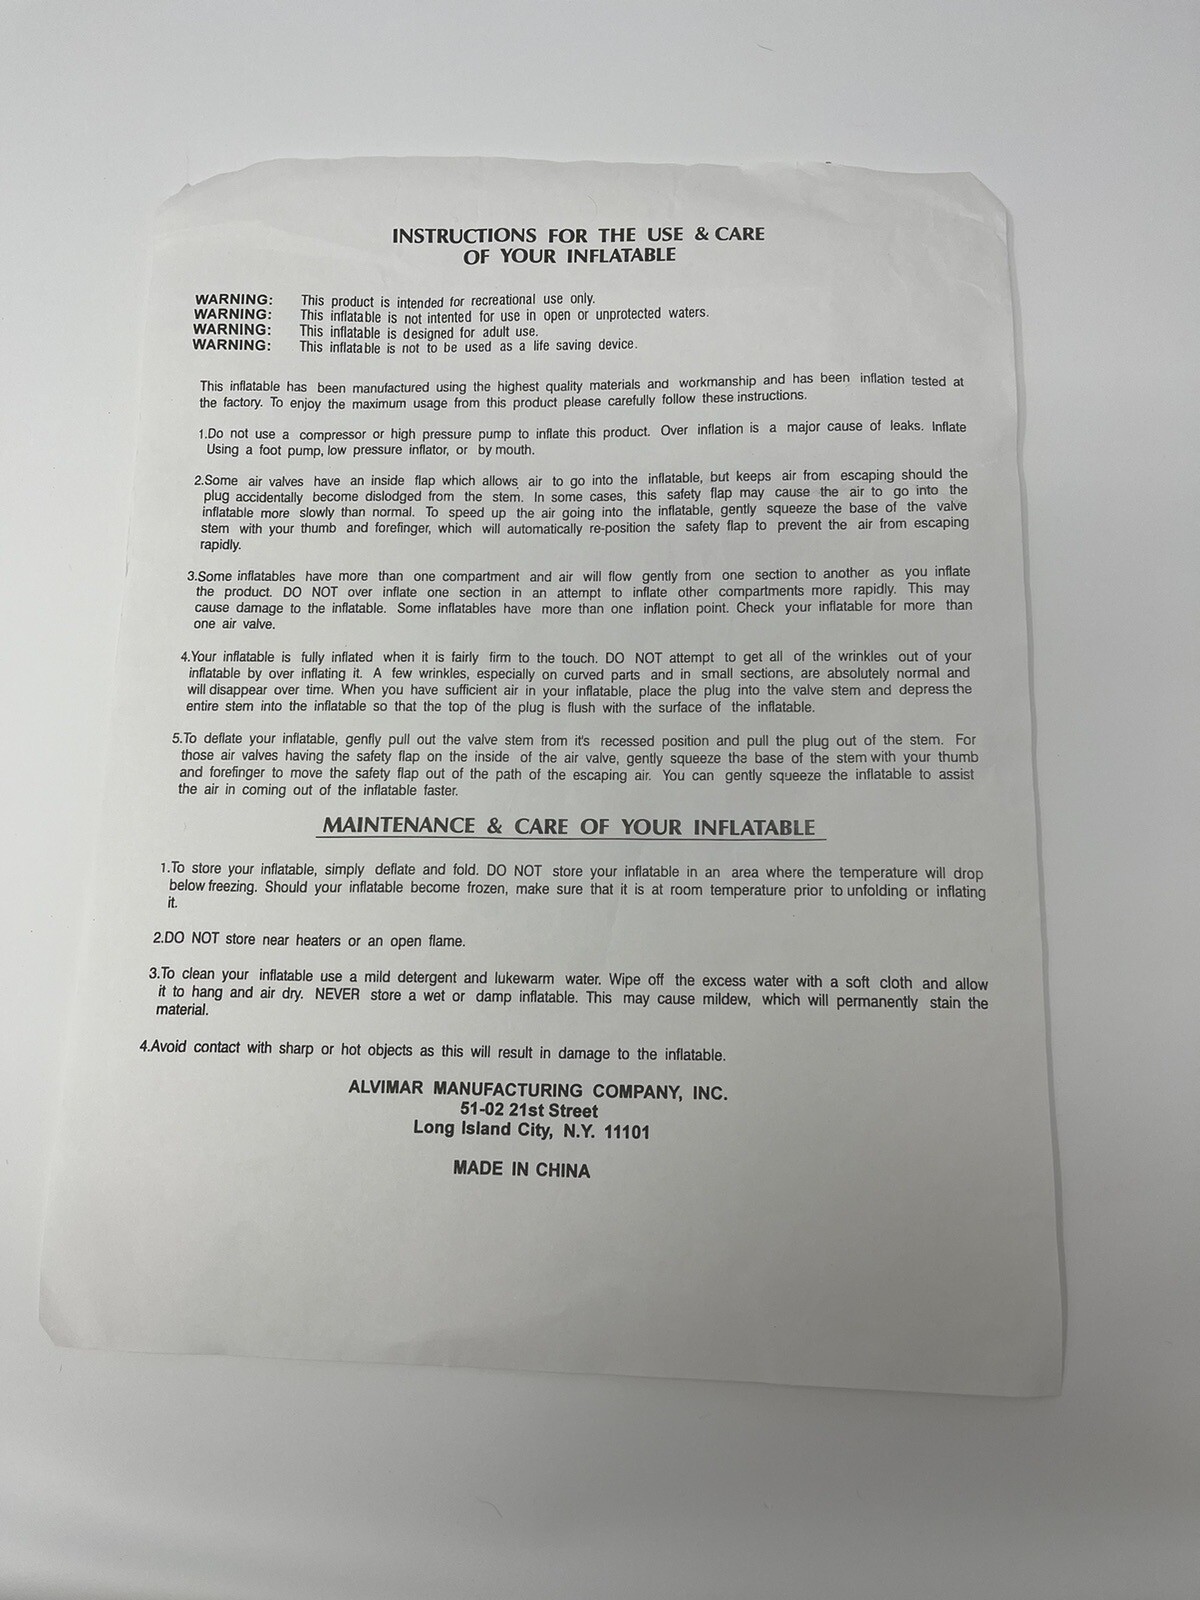 INSTRUCTIONS FOR THE USE & CARE
OF YOUR INFLATABLE
WARNING: This product is intended for recreational use only.
WARNING: This inflatable is not intented for use in open or unprotected waters.
WARNING: This inflatable is designed for adult use.
WARNING: This inflatable is not to be used as a life saving device.
This inflatable has been manufactured using the highest quality materials and workmanship and has been inflation tested at
the factory. To enjoy the maximum usage from this product please carefully follow these instructions.
1.Do not use a compressor or high pressure pump to inflate this product. Over inflation is a major cause of leaks. Inflate
Using a foot pump, low pressure inflator, or by mouth.
2.Some air valves have an inside flap which allows air to go into the inflatable, but keeps air from escaping should the
plug accidentally become dislodged from the stem. In some cases, this safety flap may cause the air to go into the
inflatable more slowly than normal. To speed up the air going into the inflatable, gently squeeze the base of the valve
stem with your thumb and forefinger, which will automatically re-position the safety flap to prevent the air from escaping
rapidly.
3.Some inflatables have more than one compartment and air will flow gently from one section to another as you inflate
the product. DO NOT over inflate one section in an attempt to inflate other compartments more rapidly. This may
cause damage to the inflatable. Some inflatables have more than one inflation point. Check your inflatable for more than
one air valve.
4.Your inflatable is fully inflated when it is fairly firm to the touch. DO NOT attempt to get all of the wrinkles out of your
inflatable by over inflating it. A few wrinkles, especially on curved parts and in small sections, are absolutely normal and
will disappear over time. When you have sufficient air in your inflatable, place the plug into the valve stem and depress the
entire stem into the inflatable so that the top of the plug is flush with the surface of the inflatable.
5.To deflate your inflatable, genfly pull out the valve stem from it's recessed position and pull the plug out of the stem. For
those air valves having the safety flap on the inside of the air valve, gently squeeze the base of the stem with your thumb
and forefinger to move the safety flap out of the path of the escaping air. You can gently squeeze the inflatable to assist
the air in coming out of the inflatable faster.
MAINTENANCE & CARE OF YOUR INFLATABLE
1.To store your inflatable, simply deflate and fold. DO NOT store your inflatable in an area where the temperature will drop
below freezing. Should your inflatable become frozen, make sure that it is at room temperature prior to unfolding or inflating
it.
2.DO NOT store near heaters or an open flame.
3.To clean your inflatable use a mild detergent and lukewarm water. Wipe off the excess water with a soft cloth and allow
it to hang and air dry. NEVER store a wet or damp inflatable. This may cause mildew, which will permanently stain the
material.
4.Avoid contact with sharp or hot objects as this will result in damage to the inflatable.
ALVIMAR MANUFACTURING COMPANY, INC.
51-02 21st Street
Long Island City, N.Y. 11101
MADE IN CHINA